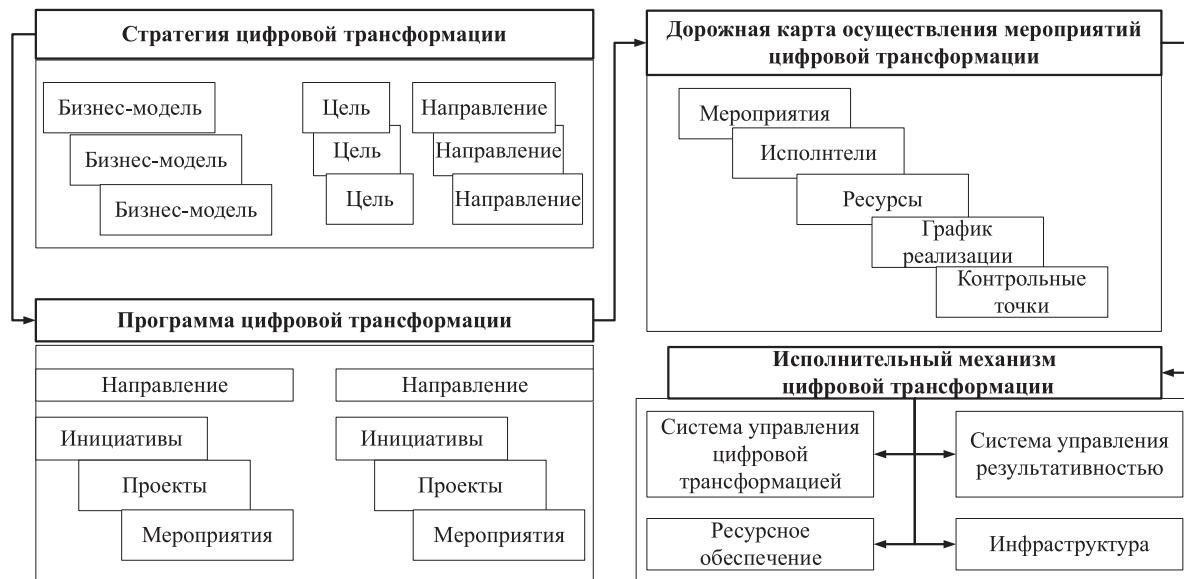 Стратегия цифровой трансформации
Бизнес-модель
Бизнес-модель
Бизнес-модель
Цель
Цель
Цель
Направление
Направление
Направление
Программа цифровой трансформации
Направление
Инициативы
Проекты
Мероприятия
Направление
Инициативы
Проекты
Мероприятия
Дорожная карта осуществления мероприятий
цифровой трансформации
Мероприятия
Исполнтели
Ресурсы
График
реализации
Контрольные
точки
Исполнительный механизм
цифровой трансформации
Система управления
цифровой
трансформацией
Система управления
результативностью
Ресурсное
обеспечение
Инфраструктура